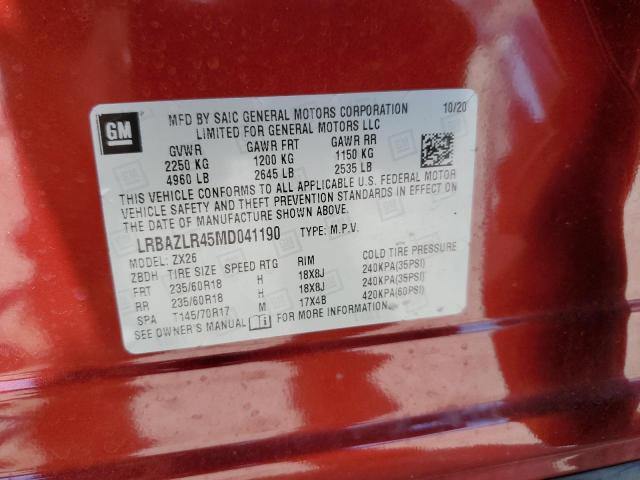 GM
MFD BY SAIC GENERAL MOTORS CORPORATION 10/20
LIMITED FOR GENERAL MOTORS LLC
GVWR GAWR FRT GAWR RR
2250 KG 1200 KG 1150 KG
4960 LB 2645 LB 2535 LB
THIS VEHICLE CONFORMS TO ALL APPLICABLE U.S. FEDERAL MOTOR
VEHICLE SAFETY AND THEFT PREVENTION STANDARDS IN EFFECT ON
THE DATE OF MANUFACTURE SHOWN ABOVE.
LRBAZLR45MD041190 TYPE: M.P.V.
MODEL: ZX26
ZBDH TIRE SIZE SPEED RTG RIM COLD TIRE PRESSURE
FRT 235/60R18 H 18X8J 240KPA(35PSI)
RR 235/60R18 H 18X8J 240KPA(35PSI)
SPA T145/70R17 M 17X4B 420KPA(60PSI)
SEE OWNER'S MANUAL FOR MORE INFORMATION.